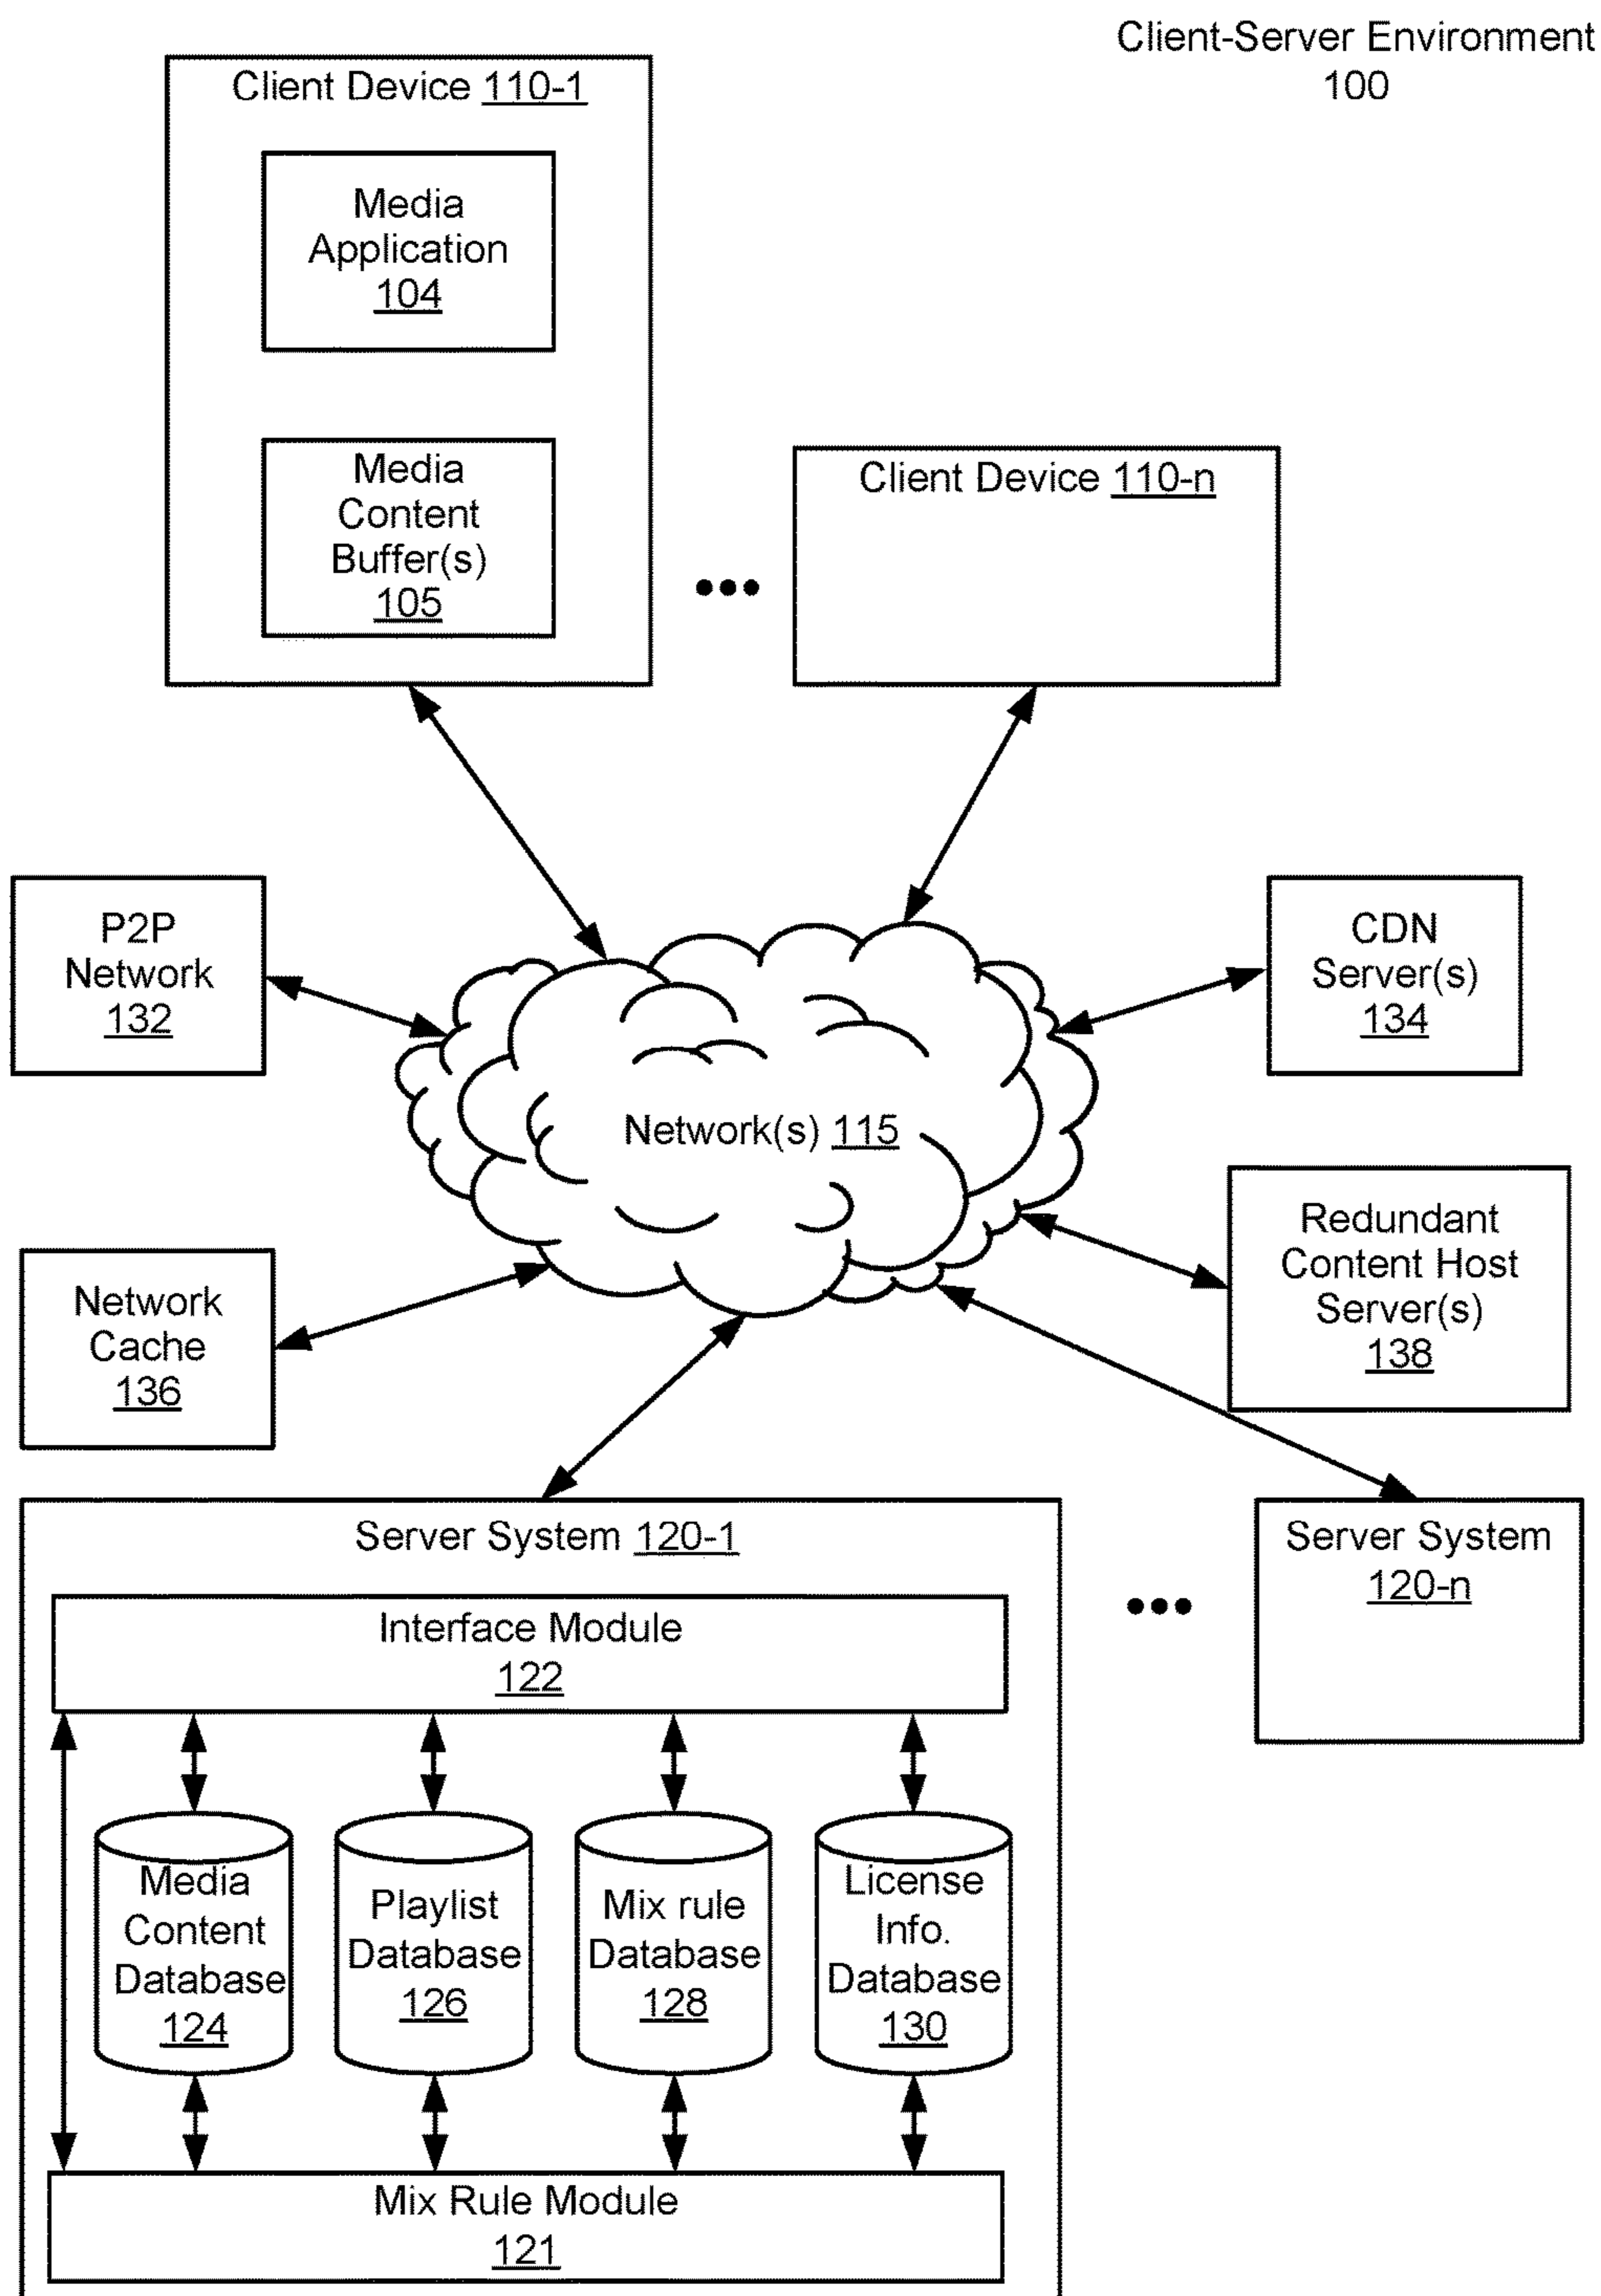 Client-Server Environment
100
Client Device 110-1
Media
Application
104
Media
Content
Buffer(s)
105
Client Device 110-n
P2P
Network
132
CDN
Server(s)
134
Network(s) 115
Redundant
Content Host
Server(s)
138
Network
Cache
136
Server System 120-1
Server System
120-n
Interface Module
122
Media
Content
Database
124
Playlist
Database
126
Mix rule
Database
128
License
Info.
Database
130
Mix Rule Module
121